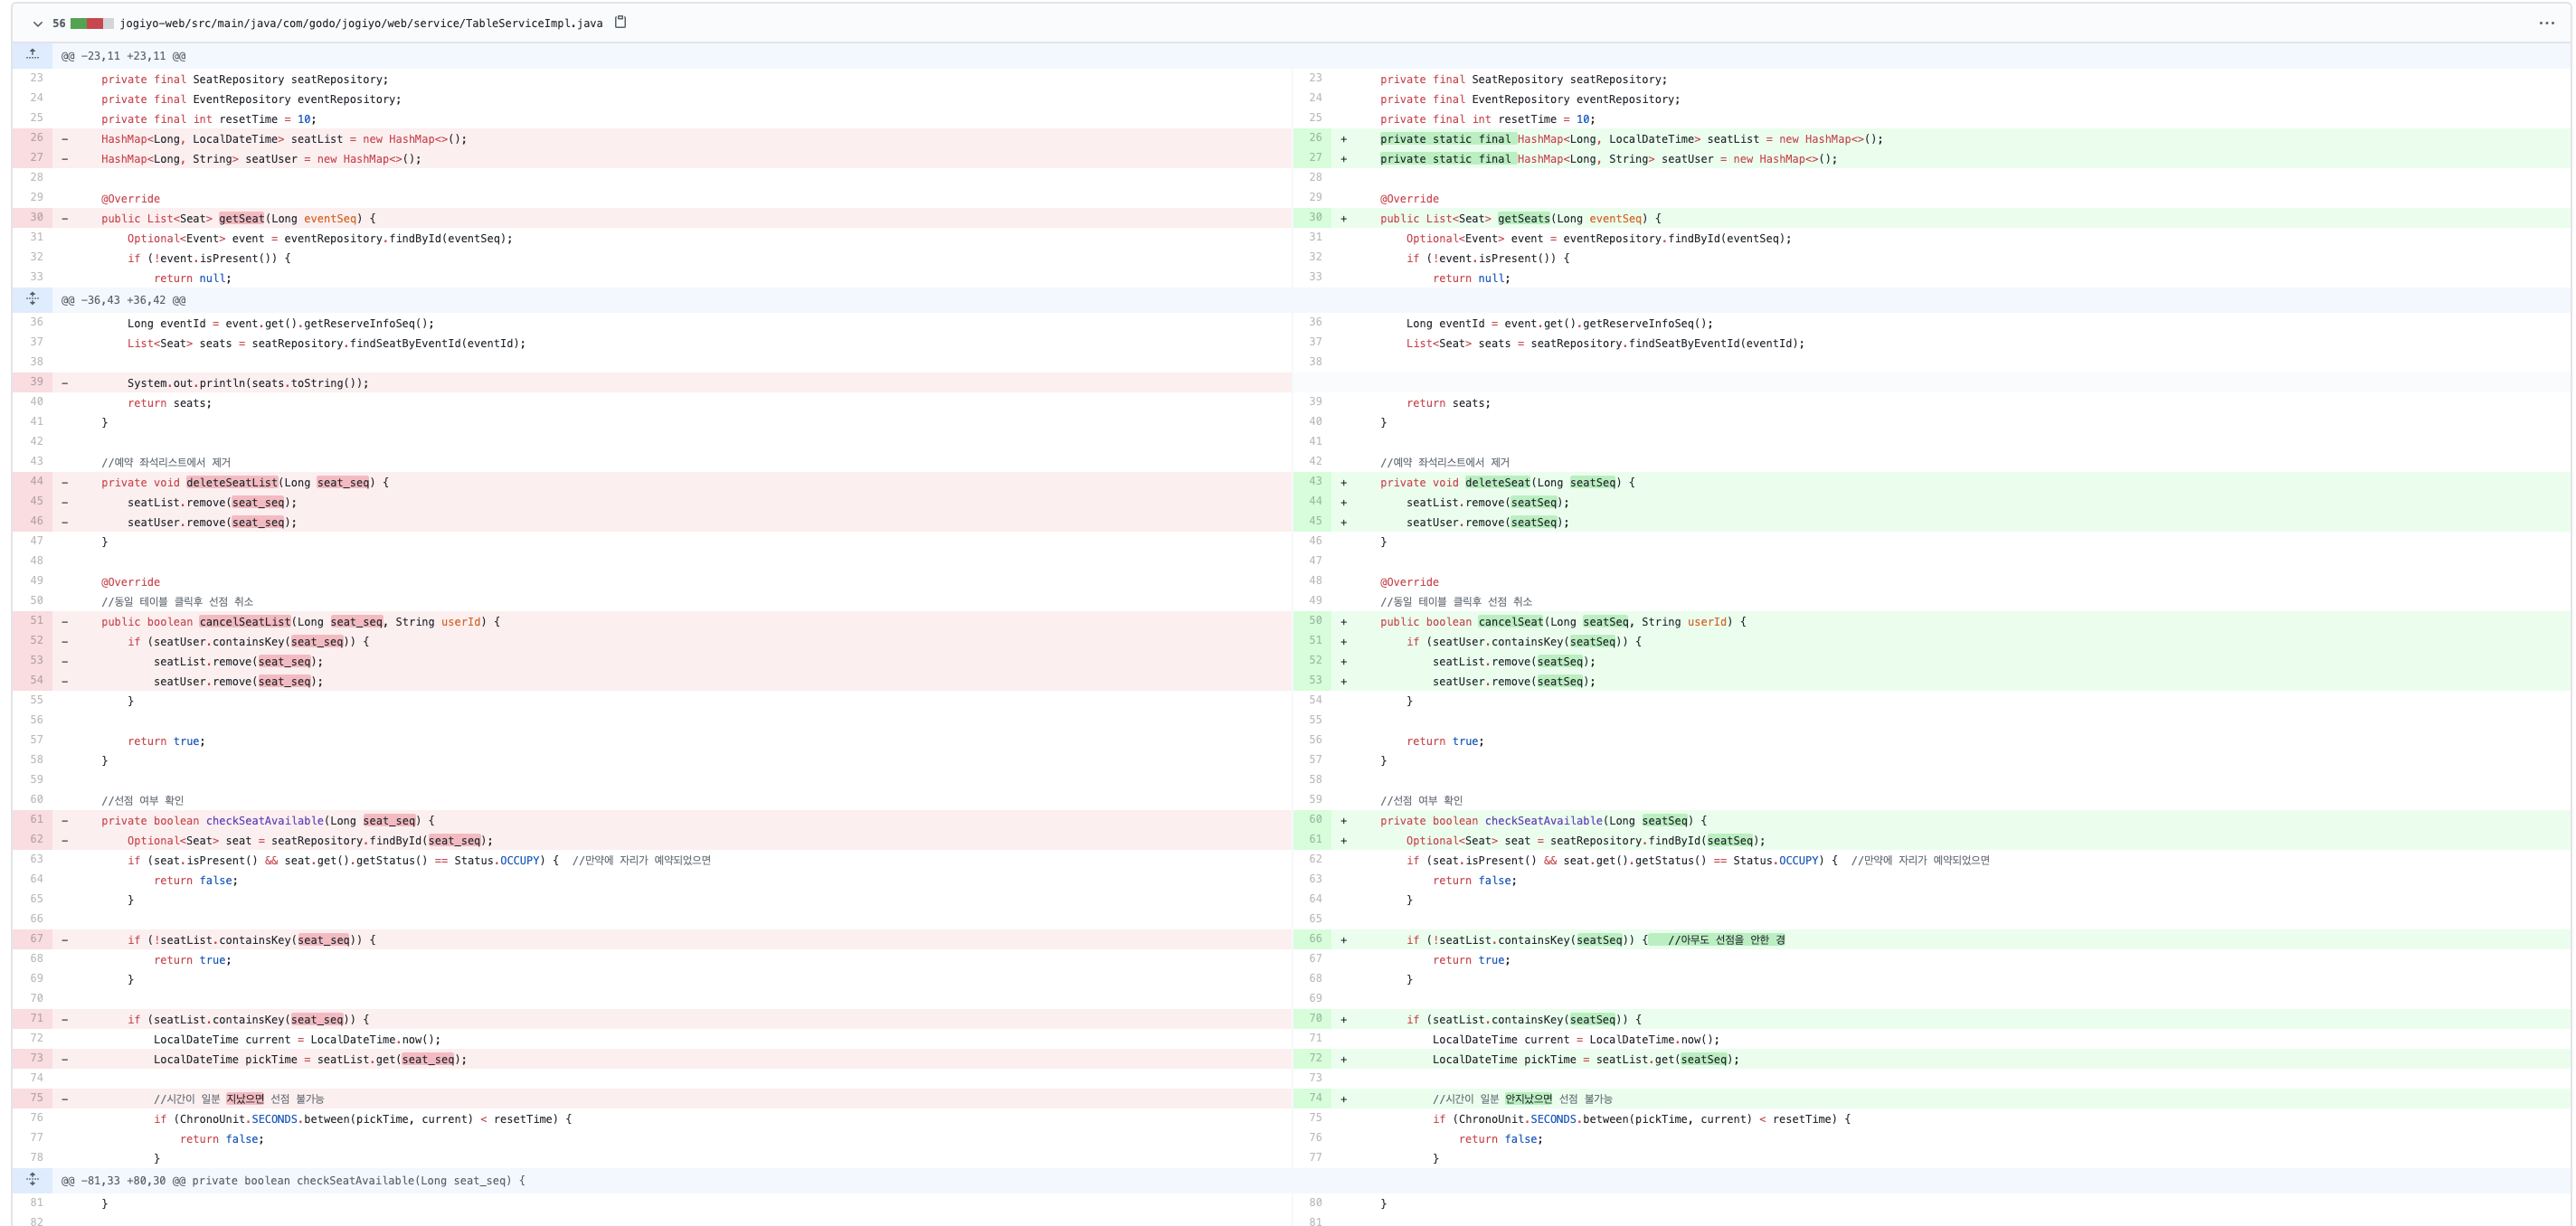 56 jogiyo-web/src/main/java/com/godo/jogiyo/web/service/TableServiceImpl.java
@@ -23,11 +23,11 @@
23 private final SeatRepository seatRepository;
24 private final EventRepository eventRepository;
25 private final int resetTime = 10;
26 - HashMap<Long, LocalDateTime> seatList = new HashMap<>();
27 - HashMap<Long, String> seatUser = new HashMap<>();
28
29 @Override
30 - public List<Seat> getSeat(Long eventSeq) {
31 Optional<Event> event = eventRepository.findById(eventSeq);
32 if (!event.isPresent()) {
33 return null;
23 private final SeatRepository seatRepository;
24 private final EventRepository eventRepository;
25 private final int resetTime = 10;
26 + private static final HashMap<Long, LocalDateTime> seatList = new HashMap<>();
27 + private static final HashMap<Long, String> seatUser = new HashMap<>();
28
29 @Override
30 + public List<Seat> getSeats(Long eventSeq) {
31 Optional<Event> event = eventRepository.findById(eventSeq);
32 if (!event.isPresent()) {
33 return null;
@@ -36,43 +36,42 @@
36 Long eventId = event.get().getReserveInfoSeq();
37 List<Seat> seats = seatRepository.findSeatByEventId(eventId);
38
39 - System.out.println(seats.toString());
40 return seats;
41 }
42
43 //예약 좌석리스트에서 제거
44 - private void deleteSeatList(Long seat_seq) {
45 - seatList.remove(seat_seq);
46 - seatUser.remove(seat_seq);
47 }
48
49 @Override
50 //동일 테이블 클릭후 선점 취소
51 - public boolean cancelSeatList(Long seat_seq, String userId) {
52 - if (seatUser.containsKey(seat_seq)) {
53 - seatList.remove(seat_seq);
54 - seatUser.remove(seat_seq);
55 }
56
57 return true;
58 }
59
60 //선점 여부 확인
61 - private boolean checkSeatAvailable(Long seat_seq) {
62 - Optional<Seat> seat = seatRepository.findById(seat_seq);
63 if (seat.isPresent() && seat.get().getStatus() == Status.OCCUPY) { //만약에 자리가 예약되었으면
64 return false;
65 }
66
67 - if (!seatList.containsKey(seat_seq)) {
68 return true;
69 }
70
71 - if (seatList.containsKey(seat_seq)) {
72 LocalDateTime current = LocalDateTime.now();
73 - LocalDateTime pickTime = seatList.get(seat_seq);
74
75 - //시간이 일분 지났으면 선점 불가능
76 if (ChronoUnit.SECONDS.between(pickTime, current) < resetTime) {
77 return false;
78 }
36 Long eventId = event.get().getReserveInfoSeq();
37 List<Seat> seats = seatRepository.findSeatByEventId(eventId);
38
39 return seats;
40 }
41
42 //예약 좌석리스트에서 제거
43 + private void deleteSeat(Long seatSeq) {
44 + seatList.remove(seatSeq);
45 + seatUser.remove(seatSeq);
46 }
47
48 @Override
49 //동일 테이블 클릭후 선점 취소
50 + public boolean cancelSeat(Long seatSeq, String userId) {
51 + if (seatUser.containsKey(seatSeq)) {
52 + seatList.remove(seatSeq);
53 + seatUser.remove(seatSeq);
54 }
55
56 return true;
57 }
58
59 //선점 여부 확인
60 + private boolean checkSeatAvailable(Long seatSeq) {
61 + Optional<Seat> seat = seatRepository.findById(seatSeq);
62 if (seat.isPresent() && seat.get().getStatus() == Status.OCCUPY) { //만약에 자리가 예약되었으면
63 return false;
64 }
65
66 + if (!seatList.containsKey(seatSeq)) { //아무도 선점을 안한 경
67 return true;
68 }
69
70 + if (seatList.containsKey(seatSeq)) {
71 LocalDateTime current = LocalDateTime.now();
72 + LocalDateTime pickTime = seatList.get(seatSeq);
73
74 + //시간이 일분 안지났으면 선점 불가능
75 if (ChronoUnit.SECONDS.between(pickTime, current) < resetTime) {
76 return false;
77 }
@@ -81,33 +80,30 @@ private boolean checkSeatAvailable(Long seat_seq) {
81 }
82
80 }
81